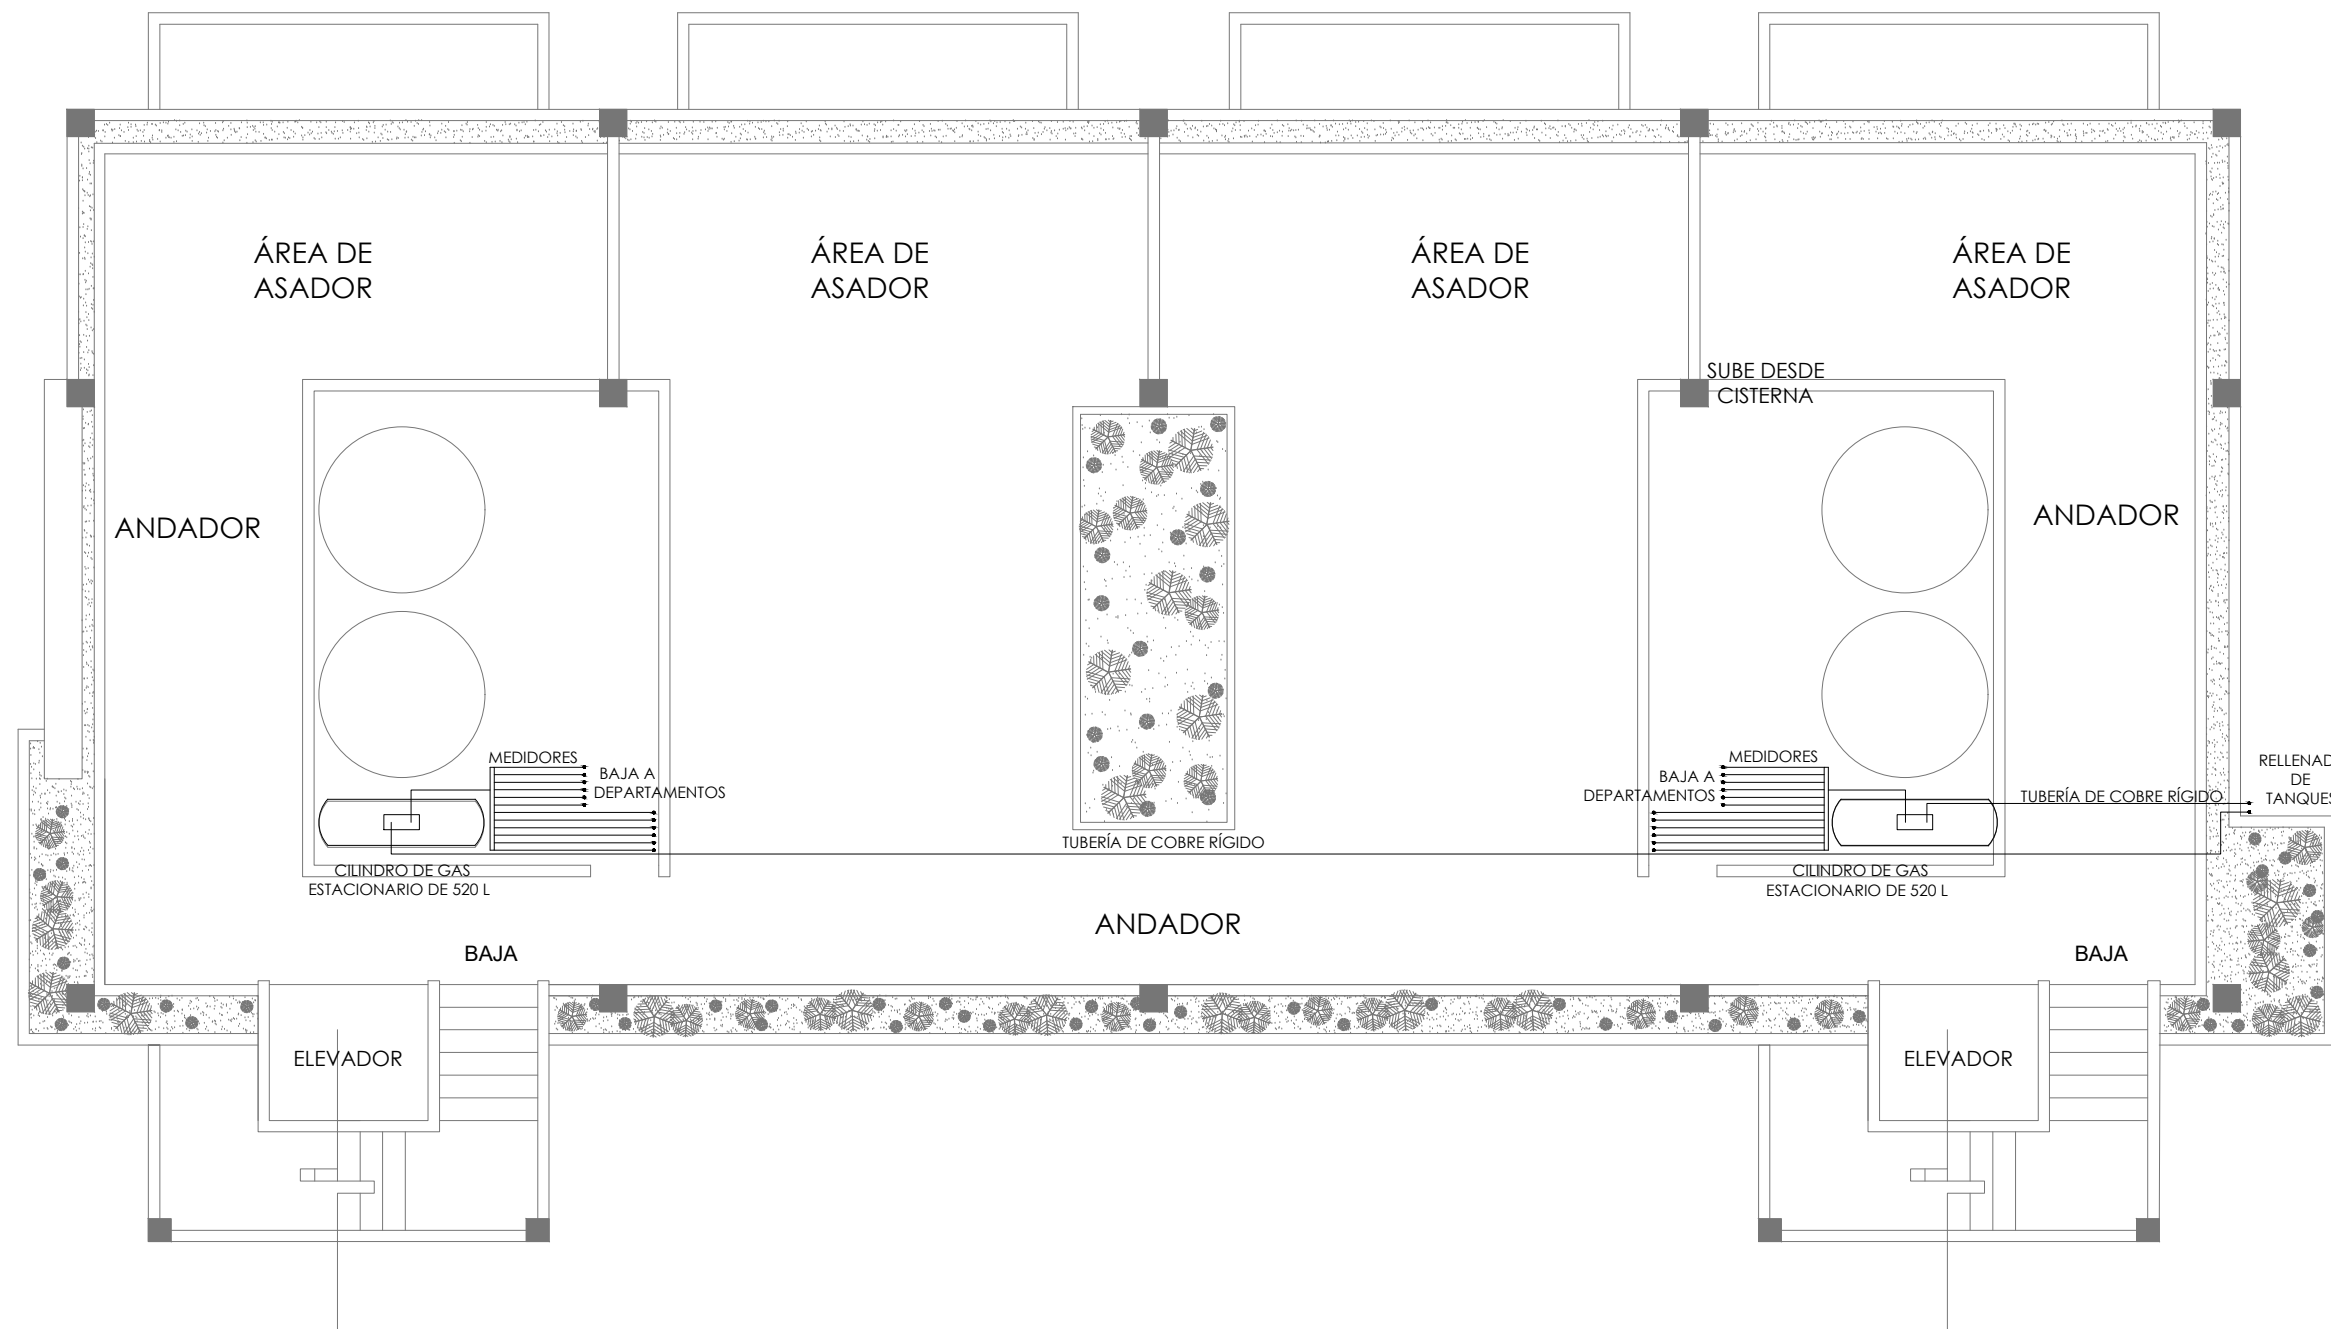 ÁREA DE
ASADOR
ÁREA DE
ASADOR
ÁREA DE
ASADOR
ÁREA DE
ASADOR
SUBE DESDE
CISTERNA
ANDADOR
ANDADOR
MEDIDORES
BAJA A
DEPARTAMENTOS
MEDIDORES
BAJA A
DEPARTAMENTOS
TUBERÍA DE COBRE RÍGIDO
RELLENAD
DE
TANQUES
TUBERÍA DE COBRE RÍGIDO
CILINDRO DE GAS
ESTACIONARIO DE 520 L
CILINDRO DE GAS
ESTACIONARIO DE 520 L
ANDADOR
BAJA
BAJA
ELEVADOR
ELEVADOR